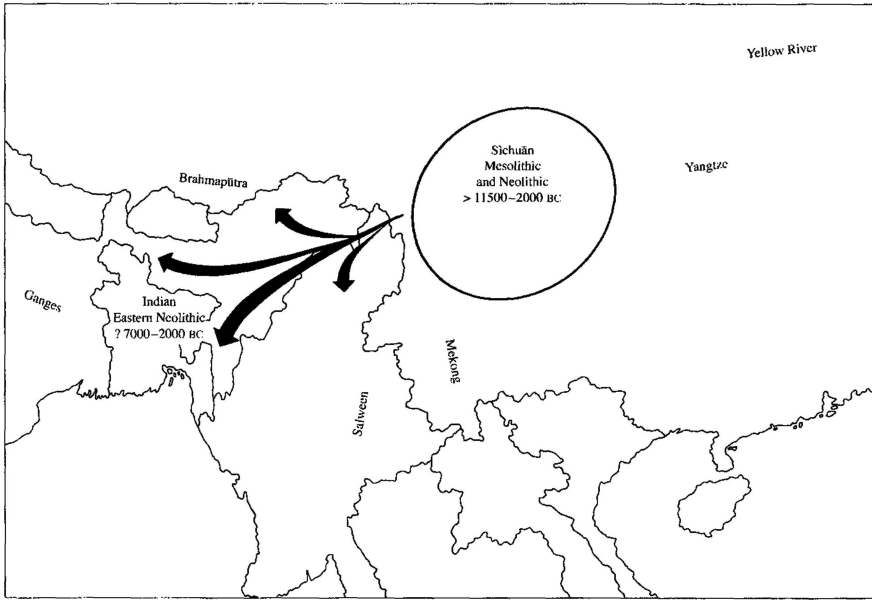 Yellow River
Sìchuān
Mesolithic
and Neolithic
> 11500–2000 BC
Yangtze
Brahmapūtra
Ganges
Indian
Eastern Neolithic
? 7000–2000 BC
Mekong
Salween